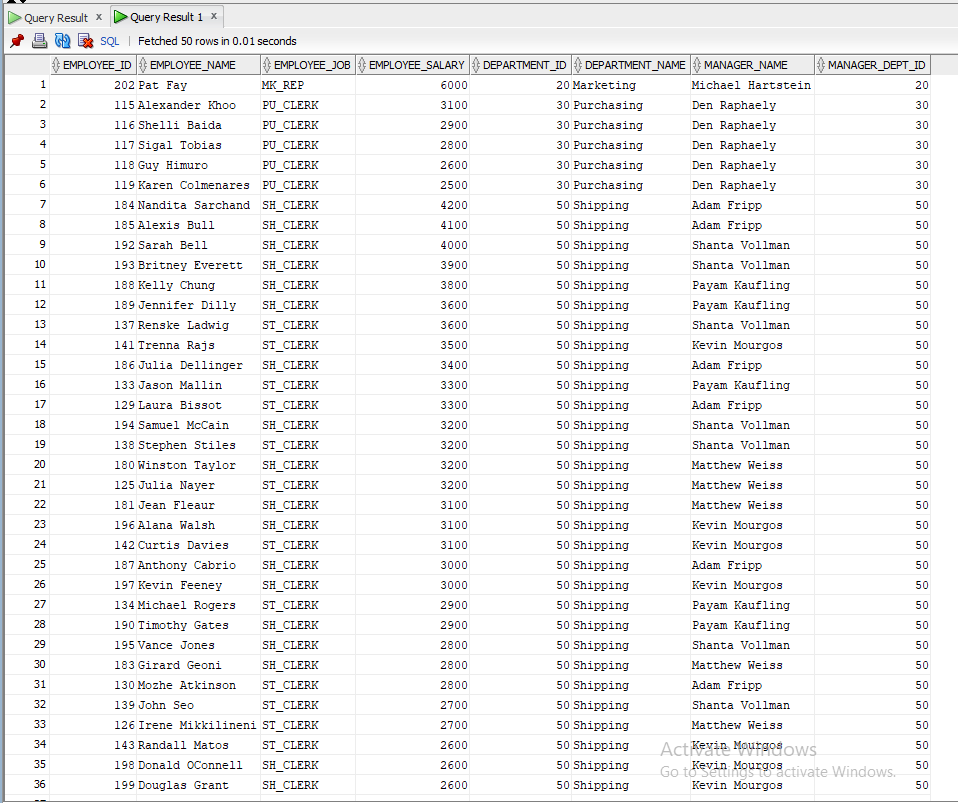 Query Result x Query Result 1 x
SQL | Fetched 50 rows in 0.01 seconds
EMPLOYEE_ID EMPLOYEE_NAME EMPLOYEE_JOB EMPLOYEE_SALARY DEPARTMENT_ID DEPARTMENT_NAME MANAGER_NAME MANAGER_DEPT_ID
1 202 Pat Fay MK_REP 6000 20 Marketing Michael Hartstein 20
2 115 Alexander Khoo PU_CLERK 3100 30 Purchasing Den Raphaely 30
3 116 Shelli Baida PU_CLERK 2900 30 Purchasing Den Raphaely 30
4 117 Sigal Tobias PU_CLERK 2800 30 Purchasing Den Raphaely 30
5 118 Guy Himuro PU_CLERK 2600 30 Purchasing Den Raphaely 30
6 119 Karen Colmenares PU_CLERK 2500 30 Purchasing Den Raphaely 30
7 184 Nandita Sarchand SH_CLERK 4200 50 Shipping Adam Fripp 50
8 185 Alexis Bull SH_CLERK 4100 50 Shipping Adam Fripp 50
9 192 Sarah Bell SH_CLERK 4000 50 Shipping Shanta Vollman 50
10 193 Britney Everett SH_CLERK 3900 50 Shipping Shanta Vollman 50
11 188 Kelly Chung SH_CLERK 3800 50 Shipping Payam Kaufling 50
12 189 Jennifer Dilly SH_CLERK 3600 50 Shipping Payam Kaufling 50
13 137 Renske Ladwig ST_CLERK 3600 50 Shipping Shanta Vollman 50
14 141 Trenna Rajs ST_CLERK 3500 50 Shipping Kevin Mourgos 50
15 186 Julia Dellinger SH_CLERK 3400 50 Shipping Adam Fripp 50
16 133 Jason Mallin ST_CLERK 3300 50 Shipping Payam Kaufling 50
17 129 Laura Bissot ST_CLERK 3300 50 Shipping Adam Fripp 50
18 194 Samuel McCain SH_CLERK 3200 50 Shipping Shanta Vollman 50
19 138 Stephen Stiles ST_CLERK 3200 50 Shipping Shanta Vollman 50
20 180 Winston Taylor SH_CLERK 3200 50 Shipping Matthew Weiss 50
21 125 Julia Nayer ST_CLERK 3200 50 Shipping Matthew Weiss 50
22 181 Jean Fleaur SH_CLERK 3100 50 Shipping Matthew Weiss 50
23 196 Alana Walsh SH_CLERK 3100 50 Shipping Kevin Mourgos 50
24 142 Curtis Davies ST_CLERK 3100 50 Shipping Kevin Mourgos 50
25 187 Anthony Cabrio SH_CLERK 3000 50 Shipping Adam Fripp 50
26 197 Kevin Feeney SH_CLERK 3000 50 Shipping Kevin Mourgos 50
27 134 Michael Rogers ST_CLERK 2900 50 Shipping Payam Kaufling 50
28 190 Timothy Gates SH_CLERK 2900 50 Shipping Payam Kaufling 50
29 195 Vance Jones SH_CLERK 2800 50 Shipping Shanta Vollman 50
30 183 Girard Geoni SH_CLERK 2800 50 Shipping Matthew Weiss 50
31 130 Mozhe Atkinson ST_CLERK 2800 50 Shipping Adam Fripp 50
32 139 John Seo ST_CLERK 2700 50 Shipping Shanta Vollman 50
33 126 Irene Mikkilineni ST_CLERK 2700 50 Shipping Matthew Weiss 50
34 143 Randall Matos ST_CLERK 2600 50 Shipping Kevin Mourgos 50
35 198 Donald OConnell SH_CLERK 2600 50 Shipping Kevin Mourgos 50
36 199 Douglas Grant SH_CLERK 2600 50 Shipping Kevin Mourgos 50
Activate Windows
Go to Settings to activate Windows.